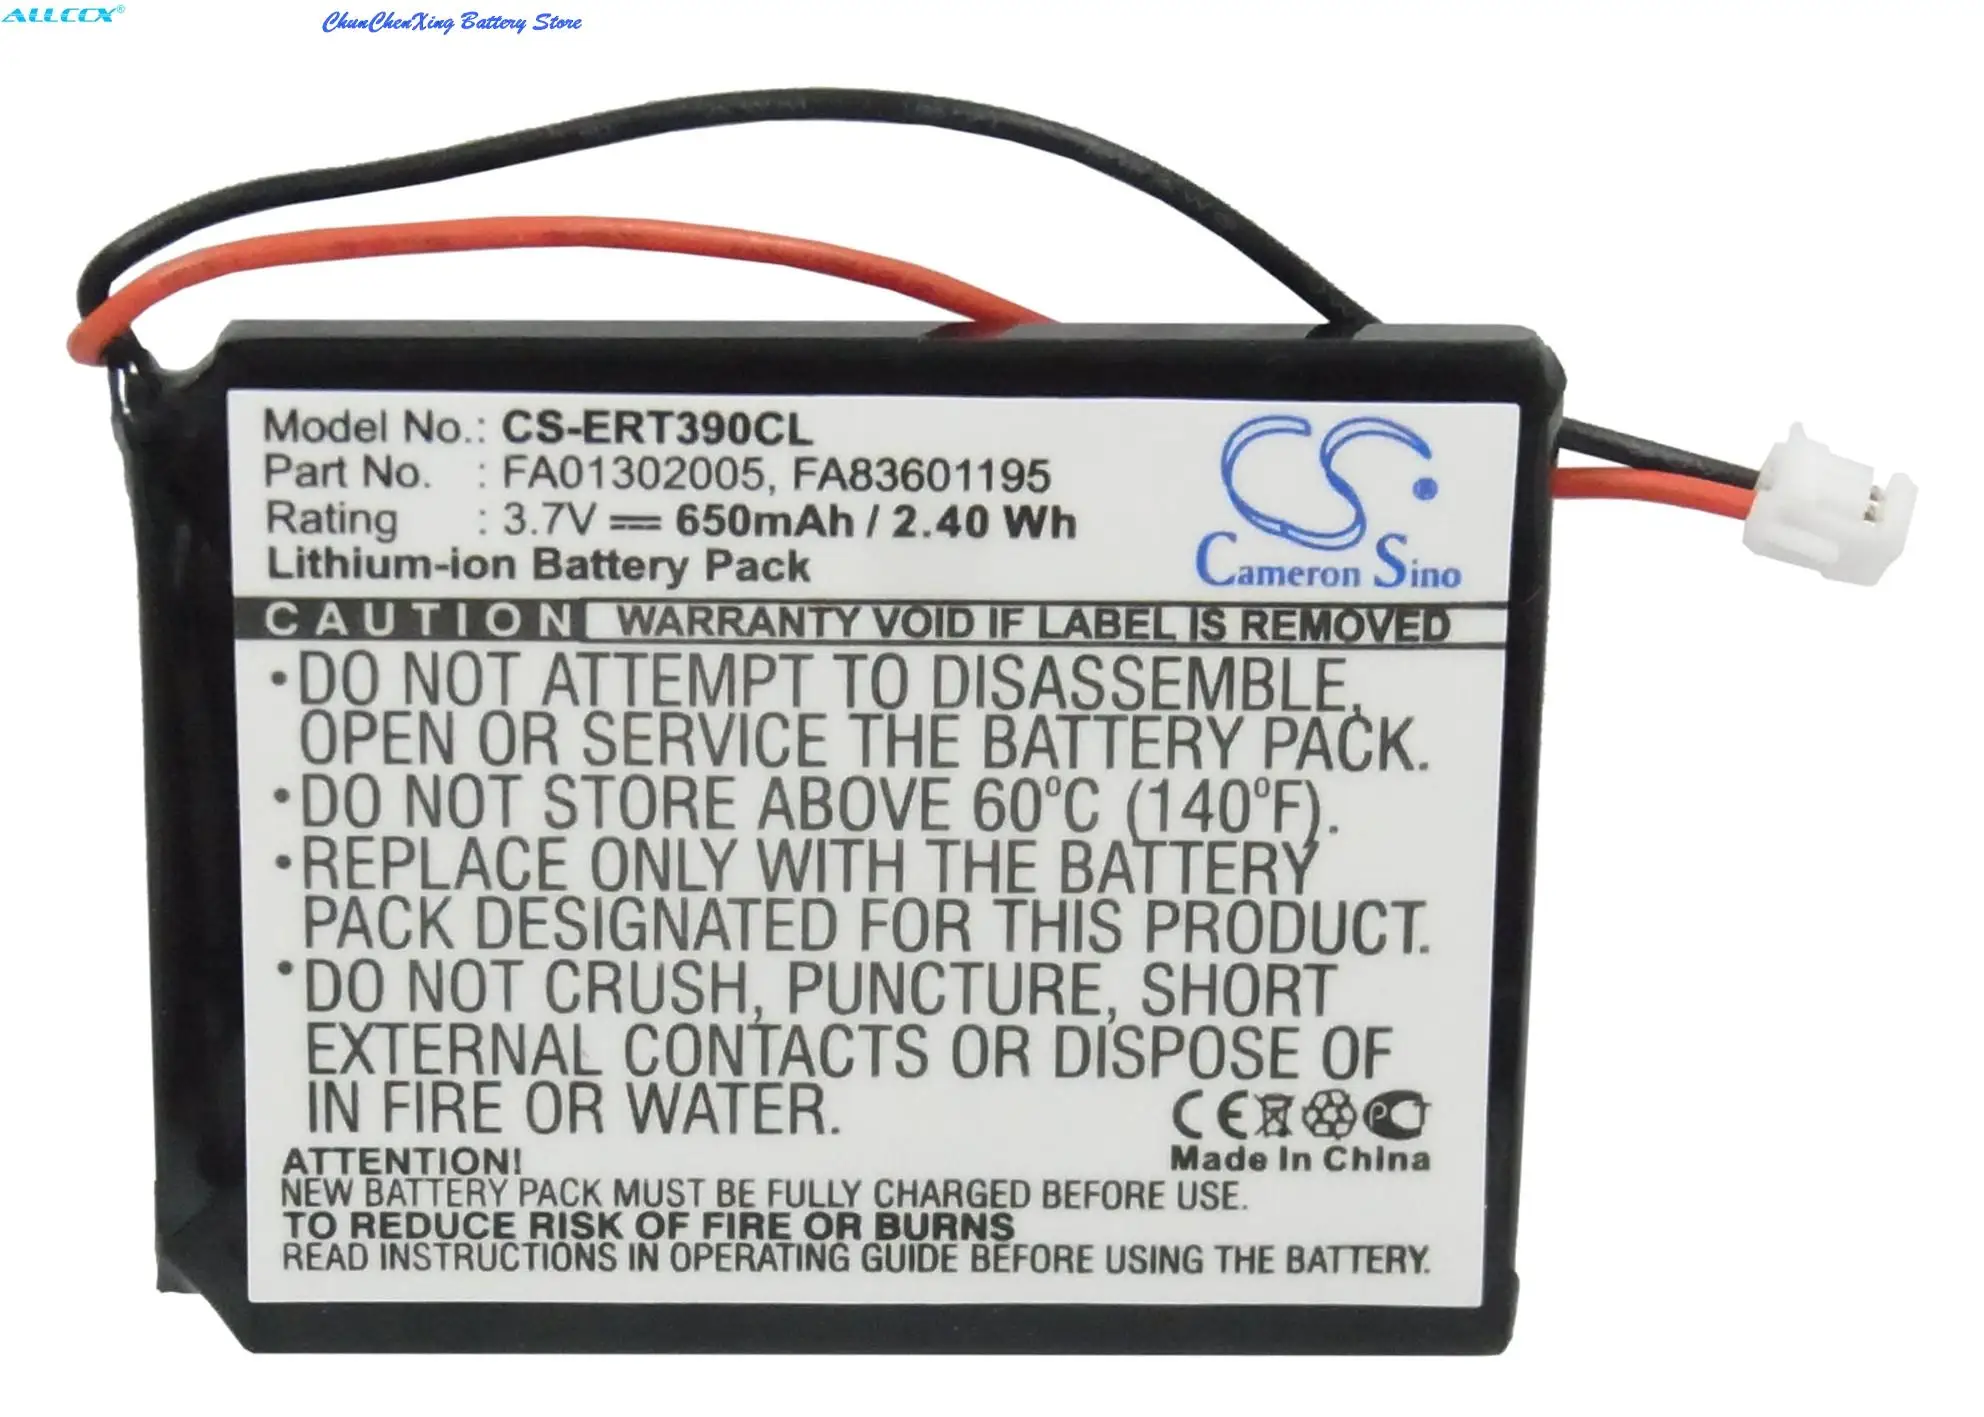 ALLCCX®
ChunChenXing Battery Store
Model No.: CS-ERT390CL
Part No. : FA01302005, FA83601195
Rating : 3.7V 650mAh / 2.40 Wh
Lithium-ion Battery Pack
CS
Cameron Sino
CAUTION WARRANTY VOID IF LABEL IS REMOVED
•DO NOT ATTEMPT TO DISASSEMBLE,
OPEN OR SERVICE THE BATTERY PACK.
•DO NOT STORE ABOVE 60°C (140°F).
•REPLACE ONLY WITH THE BATTERY
PACK DESIGNATED FOR THIS PRODUCT.
•DO NOT CRUSH, PUNCTURE, SHORT
EXTERNAL CONTACTS OR DISPOSE OF
IN FIRE OR WATER.
CE PCT
Made In China
ATTENTION!
NEW BATTERY PACK MUST BE FULLY CHARGED BEFORE USE.
TO REDUCE RISK OF FIRE OR BURNS
READ INSTRUCTIONS IN OPERATING GUIDE BEFORE USING THE BATTERY.